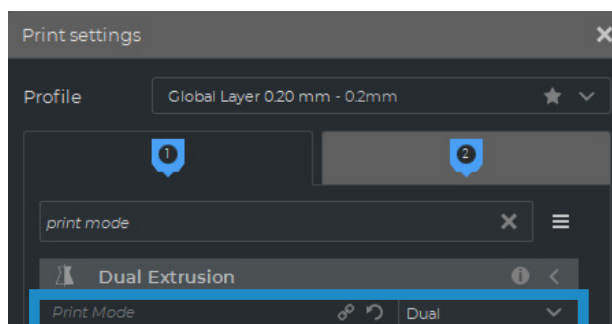 Print settings
Profile Global Layer 0.20 mm - 0.2mm
1 2
print mode
Dual Extrusion
Print Mode Dual